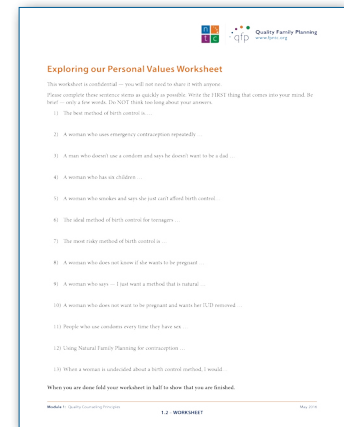 n y
t c
qfp
Quality Family Planning
www.fpntc.org
Exploring our Personal Values Worksheet
This worksheet is confidential — you will not need to share it with anyone.
Please complete these sentence stems as quickly as possible. Write the FIRST thing that comes into your mind. Be
brief — only a few words. Do NOT think too long about your answers.
1) The best method of birth control is …
2) A woman who uses emergency contraception repeatedly …
3) A man who doesn't use a condom and says he doesn't want to be a dad …
4) A woman who has six children …
5) A woman who smokes and says she just can't afford birth control …
6) The ideal method of birth control for teenagers …
7) The most risky method of birth control is …
8) A woman who does not know if she wants to be pregnant …
9) A woman who says — I just want a method that is natural …
10) A woman who does not want to be pregnant and wants her IUD removed …
11) People who use condoms every time they have sex …
12) Using Natural Family Planning for contraception …
13) When a woman is undecided about a birth control method, I would …
When you are done fold your worksheet in half to show that you are finished.
Module 1: Quality Counseling Principles
May 2016
1.2 - WORKSHEET